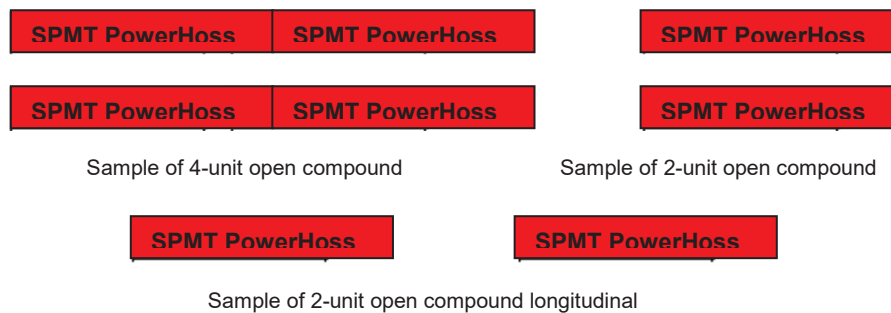 SPMT PowerHoss SPMT PowerHoss SPMT PowerHoss
SPMT PowerHoss SPMT PowerHoss SPMT PowerHoss
Sample of 4-unit open compound Sample of 2-unit open compound
SPMT PowerHoss SPMT PowerHoss
Sample of 2-unit open compound longitudinal